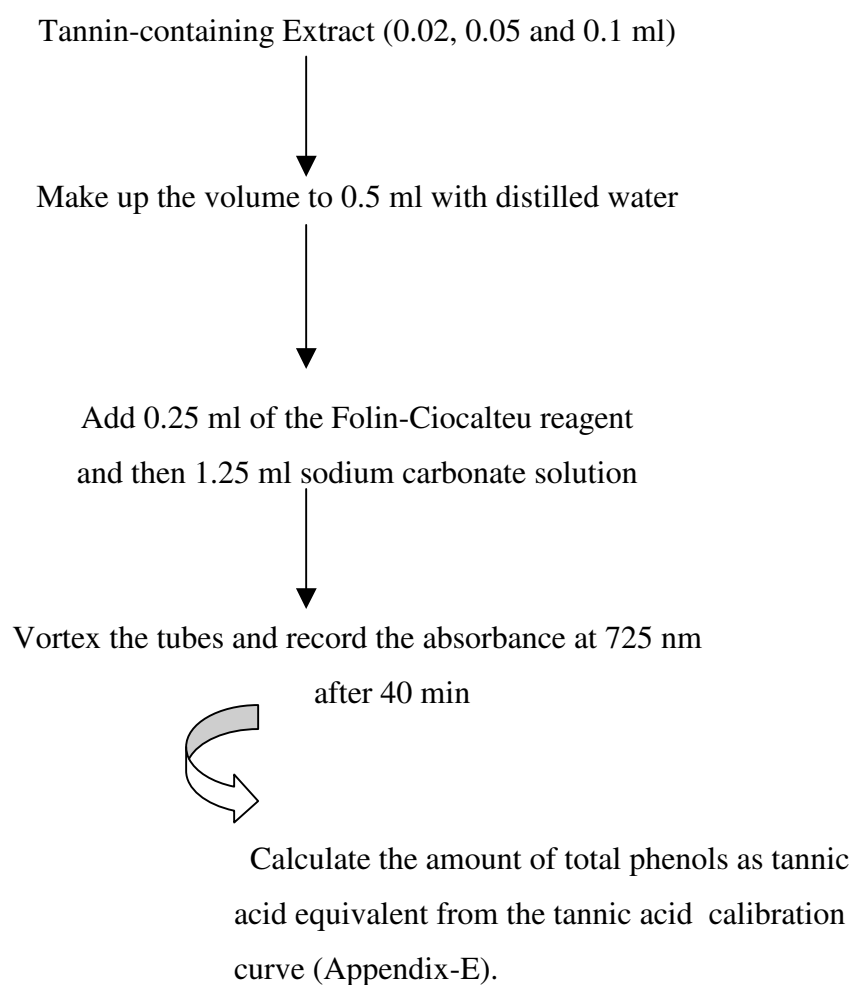 Tannin-containing Extract (0.02, 0.05 and 0.1 ml)
Make up the volume to 0.5 ml with distilled water
Add 0.25 ml of the Folin-Ciocalteu reagent
and then 1.25 ml sodium carbonate solution
Vortex the tubes and record the absorbance at 725 nm
after 40 min
Calculate the amount of total phenols as tannic
acid equivalent from the tannic acid calibration
curve (Appendix-E).